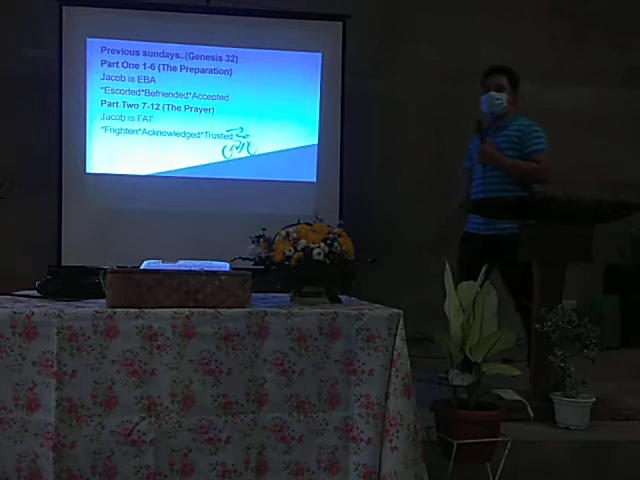 Previous sundays..(Genesis 32)
Part One 1-6 (The Preparation)
Jacob is EBA
*Escorted*Befriended*Accepted
Part Two 7-12 (The Prayer)
Jacob is FAT
*Frighten*Acknowledged*Trusted